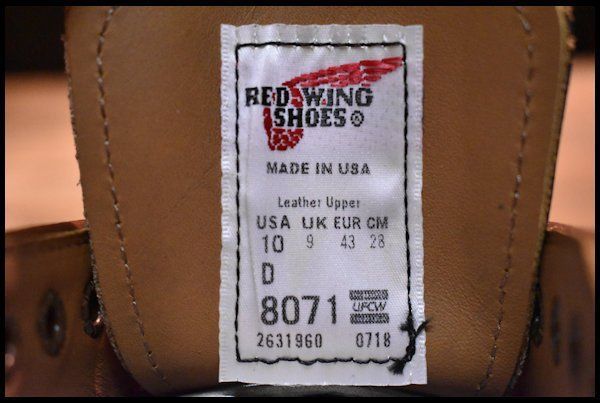 RED WING
SHOES ®
MADE IN USA
Leather Upper
USA UK EUR CM
10 9 43 28
D
8071 UFCW
2631960 0718